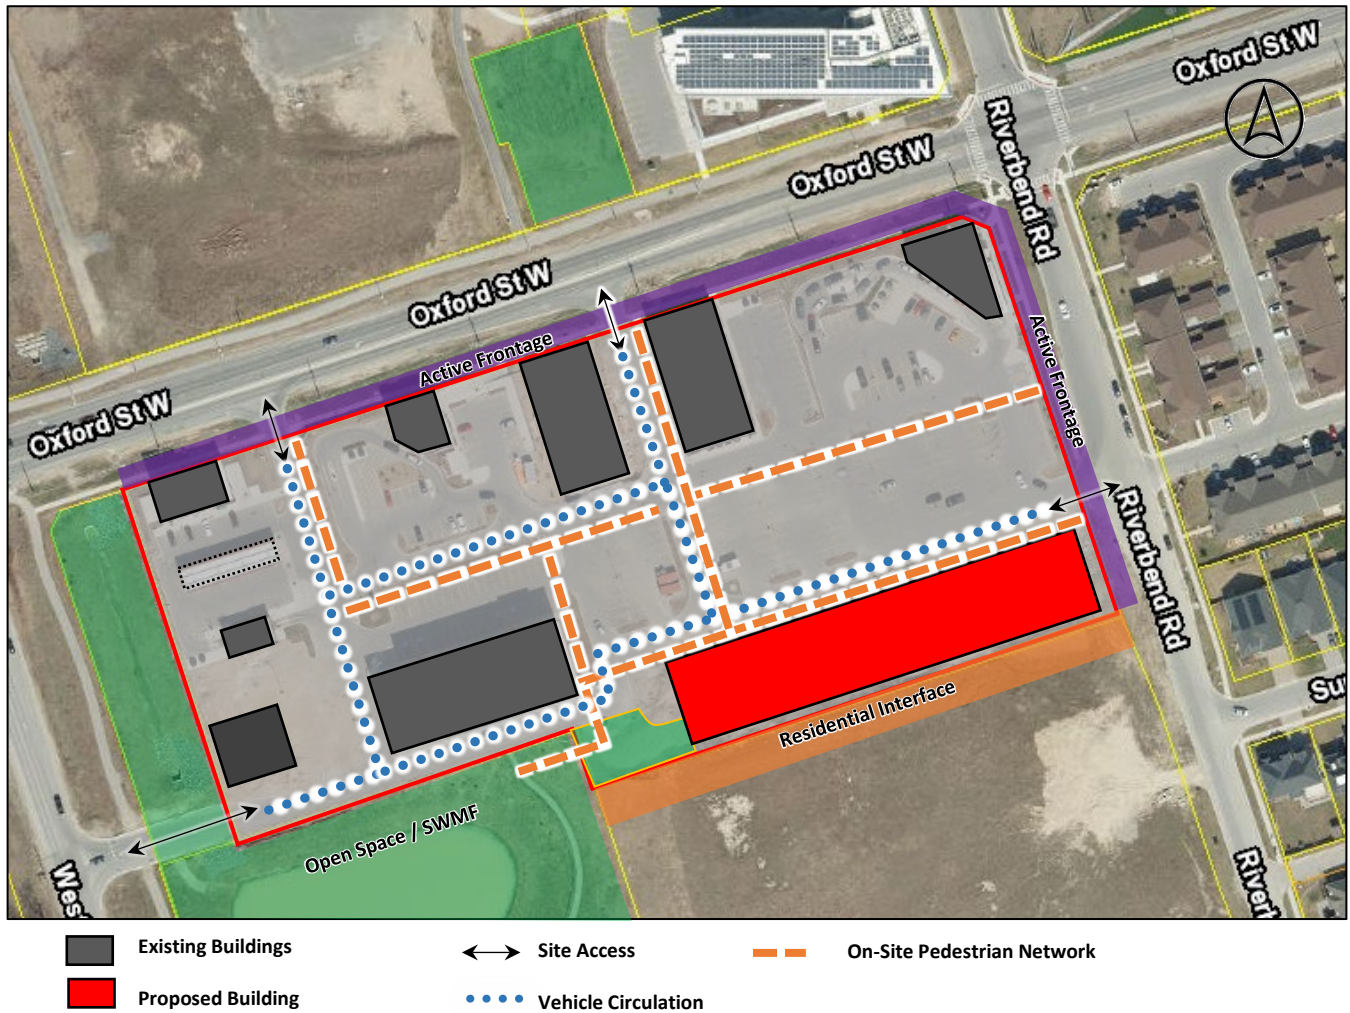 Oxford St W
Oxford St W
Riverbend Rd
Oxford St W
Active Frontage
Active Frontage
Oxford St W
Riverbend Rd
Residential Interface
Open Space / SWMF
Su
Wes
Riverb
Existing Buildings
Site Access
On-Site Pedestrian Network
Proposed Building
Vehicle Circulation